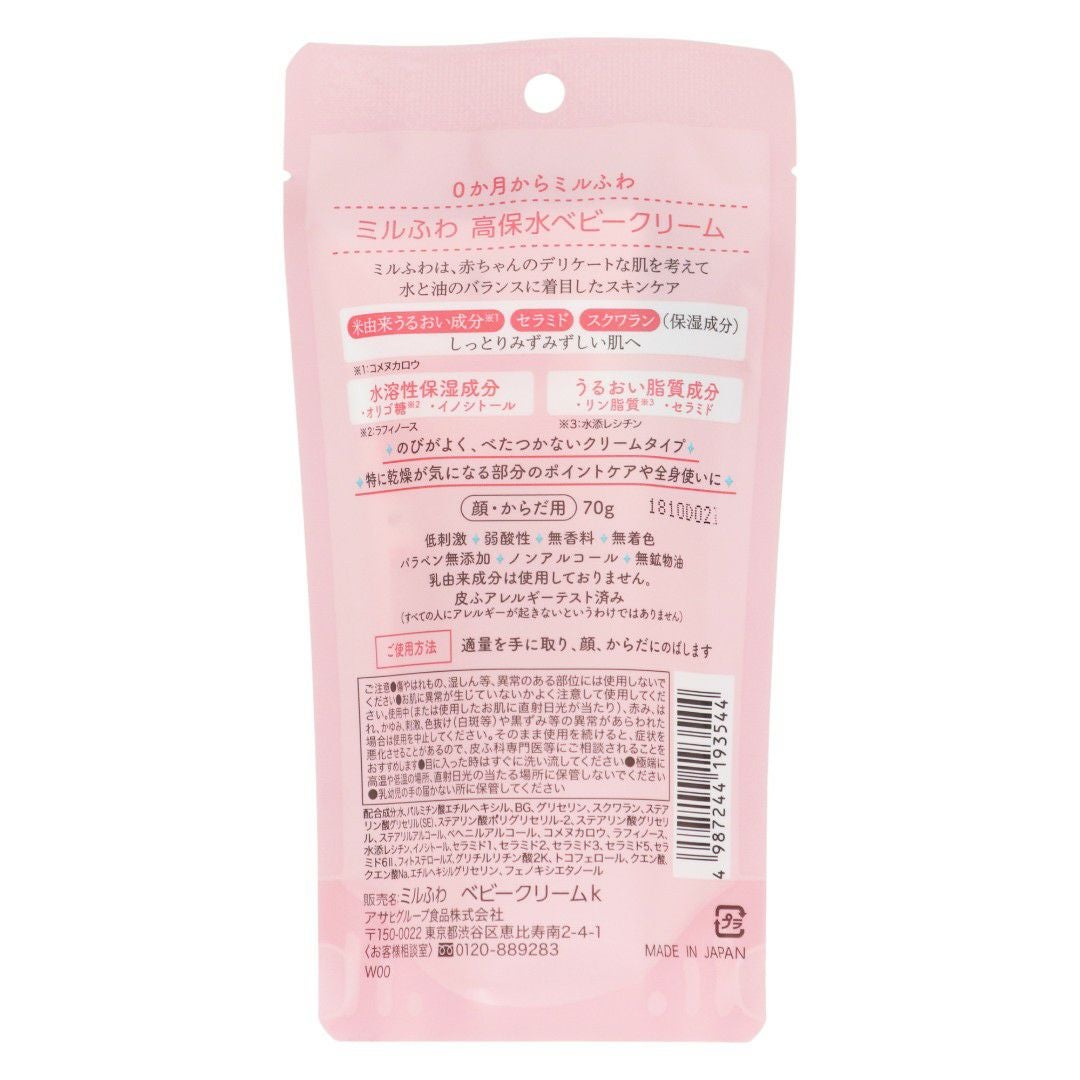 0か月からミルふわ
ミルふわ 高保水ベビークリーム
ミルふわは、赤ちゃんのデリケートな肌を考えて
水と油のバランスに着目したスキンケア
米由来うるおい成分※1 セラミド スクワラン (保湿成分)
しっとりみずみずしい肌へ
※1:コメヌカロウ
水溶性保湿成分
・オリゴ糖※2 ・イノシトール
※2:ラフィノース
うるおい脂質成分
・リン脂質※3 ・セラミド
※3:水添レシチン
のびがよく、べたつかないクリームタイプ
特に乾燥が気になる部分のポイントケアや全身使いに
顔・からだ用 70g 1810D021
低刺激 弱酸性 無香料 無着色
パラベン無添加 ノンアルコール 無鉱物油
乳由来成分は使用しておりません。
皮ふアレルギーテスト済み
(すべての人にアレルギーが起きないというわけではありません)
ご使用方法 適量を手に取り、顔、からだにのばします
ご注意●傷やはれもの、湿しん等、異常のある部位には使用しないで
ください●お肌に異常が生じていないかよく注意して使用してくだ
さい。使用中(または使用したお肌に直射日光が当たり)、赤み、は
れ、かゆみ、刺激、色抜け(白斑等)や黒ずみ等の異常があらわれた
場合は使用を中止してください。そのまま使用を続けると、症状を
悪化させることがあるので、皮ふ科専門医等にご相談されることを
おすすめします●目に入った時はすぐに洗い流してください●極端に
高温や低温の場所、直射日光の当たる場所に保管しないでください
●乳幼児の手の届かない所に保管してください
配合成分:水、パルミチン酸エチルヘキシル、BG、グリセリン、スクワラン、ステア
リン酸グリセリル(SE)、ステアリン酸ポリグリセリル-2、ステアリン酸グリセリ
ル、ステアリルアルコール、ベヘニルアルコール、コメヌカロウ、ラフィノース、
水添レシチン、イノシトール、セラミド1、セラミド2、セラミド3、セラミド5、セラ
ミド6Ⅱ、フィトステロールズ、グリチルリチン酸2K、トコフェロール、クエン酸、
クエン酸Na、エチルヘキシルグリセリン、フェノキシエタノール
4 987244 193544
販売名:ミルふわ ベビークリームk
アサヒグループ食品株式会社
〒150-0022 東京都渋谷区恵比寿南2-4-1
〈お客様相談室〉0120-889283
W00
プラ
MADE IN JAPAN